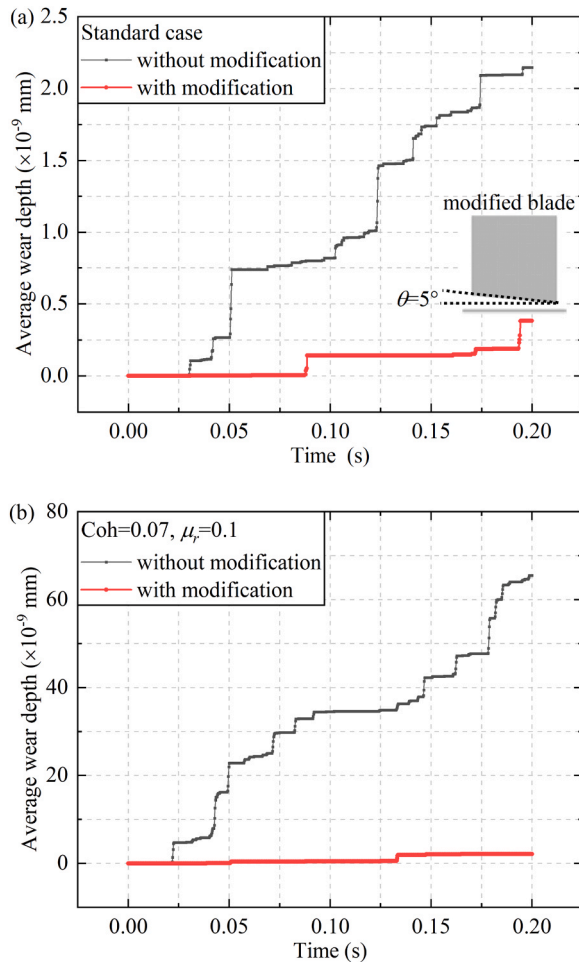 (a)
Standard case
without modification
with modification
2.5
2.0
1.5
1.0
0.5
0.0
Average wear depth (×10⁻⁹ mm)
modified blade
θ=5°
0.00 0.05 0.10 0.15 0.20
Time (s)
(b)
Coh=0.07, μᵣ=0.1
without modification
with modification
80
60
40
20
0
Average wear depth (×10⁻⁹ mm)
0.00 0.05 0.10 0.15 0.20
Time (s)